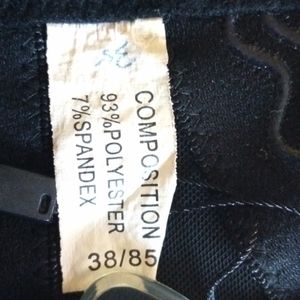 COMPOSITION
93%POLYESTER
7%SPANDEX
38/85